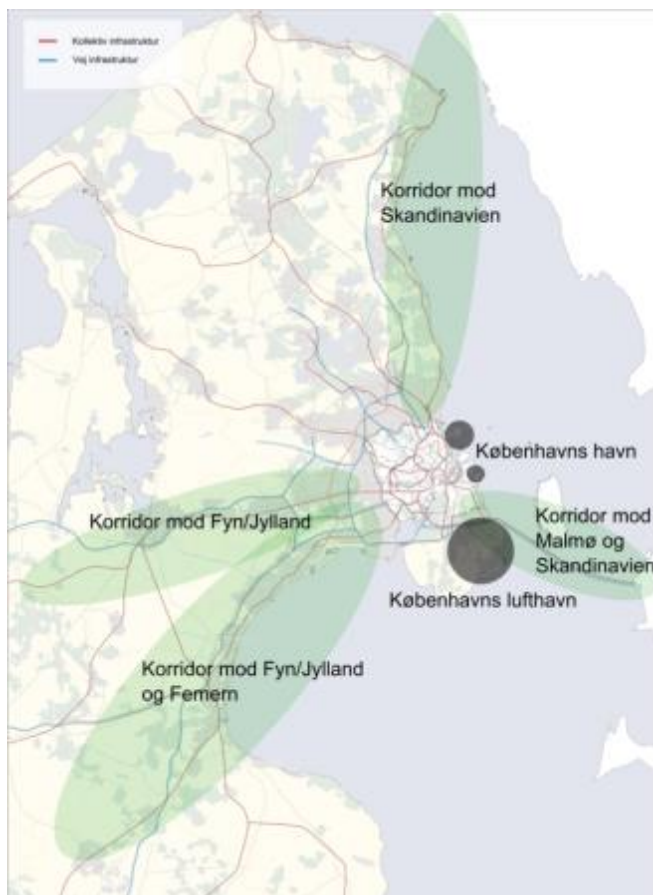 Kollektiv infrastruktur
Vej infrastruktur
Korridor mod
Skandinavien
Københavns havn
Korridor mod Fyn/Jylland
Korridor mod
Malmø og
Skandinavien
Københavns lufthavn
Korridor mod Fyn/Jylland
og Femern